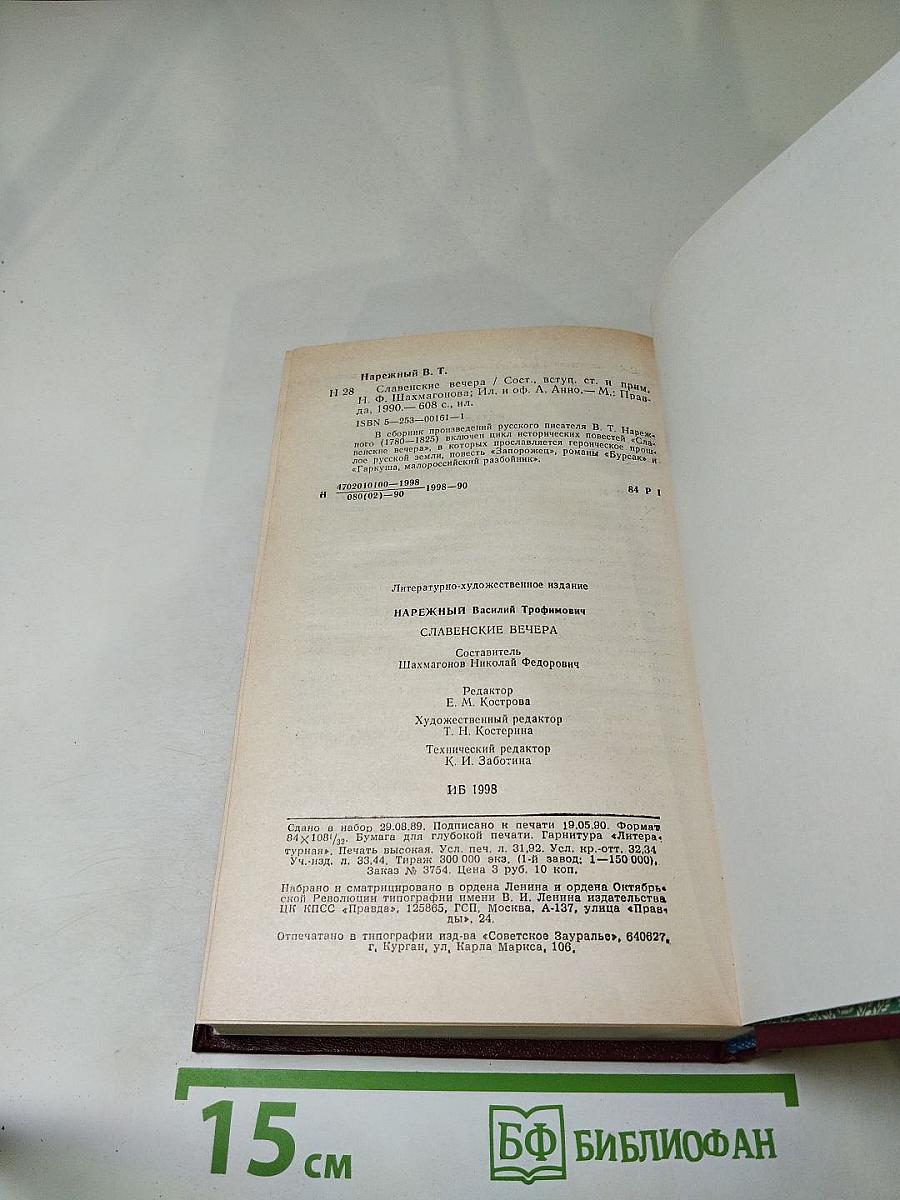 Нарежный В. Т.
Н 28 Славенские вечера / Сост., вступ. ст. и прим.
Н. Ф. Шахмагонова; Ил. и оф. А. Анно.— М.: Прав-
да, 1990.— 608 с., ил.
ISBN 5—253—00161—1
В сборник произведений русского писателя В. Т. Нареж-
ного (1780—1825) включен цикл исторических повестей «Сла-
венские вечера», в которых прославляется героическое прош-
лое русской земли, повесть «Запорожец», романы «Бурсак» и
«Гаркуша, малороссийский разбойник».
Н 4702010100—1998
080(02)—90 1998—90 84 Р 1
Литературно-художественное издание
НАРЕЖНЫЙ Василий Трофимович
СЛАВЕНСКИЕ ВЕЧЕРА
Составитель
Шахмагонов Николай Федорович
Редактор
Е. М. Кострова
Художественный редактор
Т. Н. Костерина
Технический редактор
К. И. Заботина
ИБ 1998
Сдано в набор 29.08.89. Подписано к печати 19.05.90. Формат
84×108¹/₃₂. Бумага для глубокой печати. Гарнитура «Литера-
турная». Печать высокая. Усл. печ. л. 31,92. Усл. кр.-отт. 32,34
Уч.-изд. л. 33,44. Тираж 300 000 экз. (1-й завод: 1—150 000).
Заказ № 3754. Цена 3 руб. 10 коп.
Набрано и сматрицировано в ордена Ленина и ордена Октябрь-
ской Революции типографии имени В. И. Ленина издательства
ЦК КПСС «Правда», 125865, ГСП, Москва, А-137, улица «Прав-
ды», 24.
Отпечатано в типографии изд-ва «Советское Зауралье», 640627,
г. Курган, ул. Карла Маркса, 106.
15 см
БФ БИБЛИОФАН